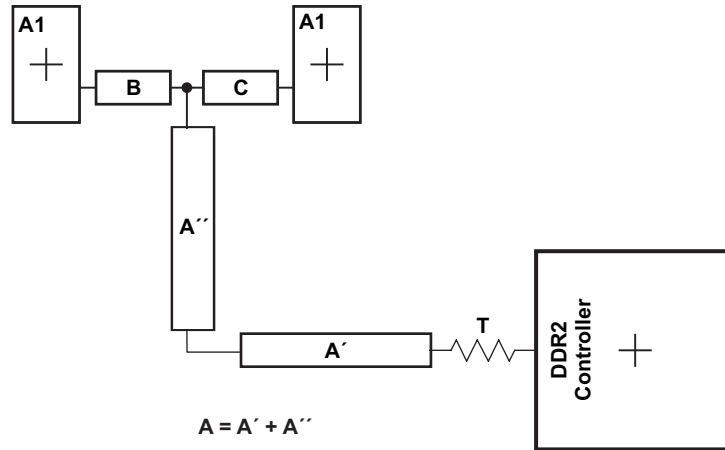 A1
A1
B
C
A´´
T
A´
DDR2
Controller
A = A´ + A´´